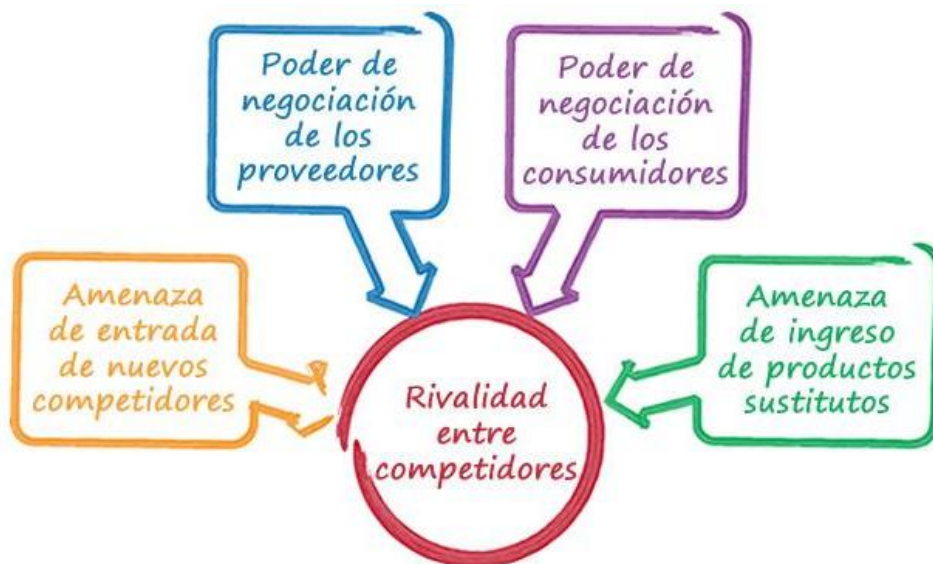 Poder de
negociación
de los
proveedores
Poder de
negociación
de los
consumidores
Amenaza
de entrada
de nuevos
competidores
Amenaza
de ingreso
de productos
sustitutos
Rivalidad
entre
competidores